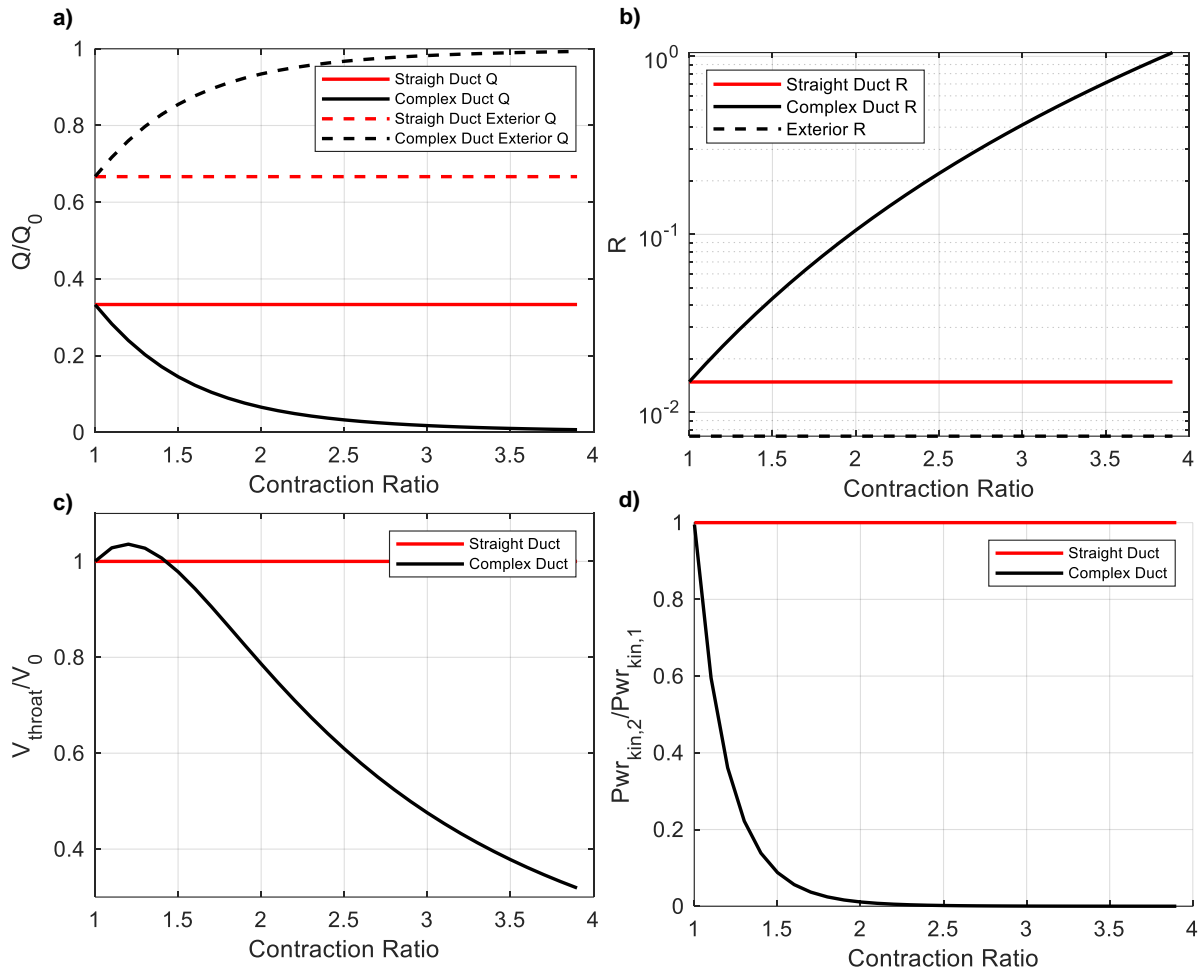 a)
1
0.8
0.6
0.4
0.2
0
Q/Q0
Straigh Duct Q
Complex Duct Q
Straight Duct Exterior Q
Complex Duct Exterior Q
1 1.5 2 2.5 3 3.5 4
Contraction Ratio
b)
10^0
10^-1
10^-2
R
Straight Duct R
Complex Duct R
Exterior R
1 1.5 2 2.5 3 3.5 4
Contraction Ratio
c)
1
0.8
0.6
0.4
Vthroat/V0
Straight Duct
Complex Duct
1 1.5 2 2.5 3 3.5 4
Contraction Ratio
d)
1
0.8
0.6
0.4
0.2
0
Pwrkin,2/Pwrkin,1
Straight Duct
Complex Duct
1 1.5 2 2.5 3 3.5 4
Contraction Ratio